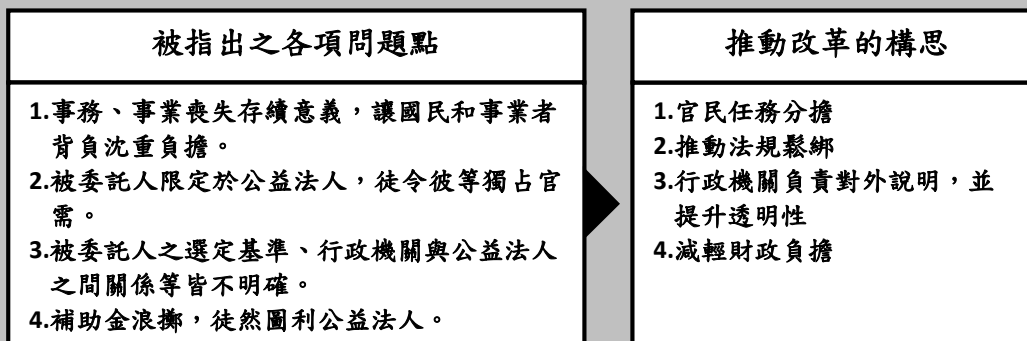 被指出之各項問題點
1.事務、事業喪失存續意義，讓國民和事業者
背負沈重負擔。
2.被委託人限定於公益法人，徒令彼等獨占官
需。
3.被委託人之選定基準、行政機關與公益法人
之間關係等皆不明確。
4.補助金浪擲，徒然圖利公益法人。
推動改革的構思
1.官民任務分擔
2.推動法規鬆綁
3.行政機關負責對外說明，並
提升透明性
4.減輕財政負擔